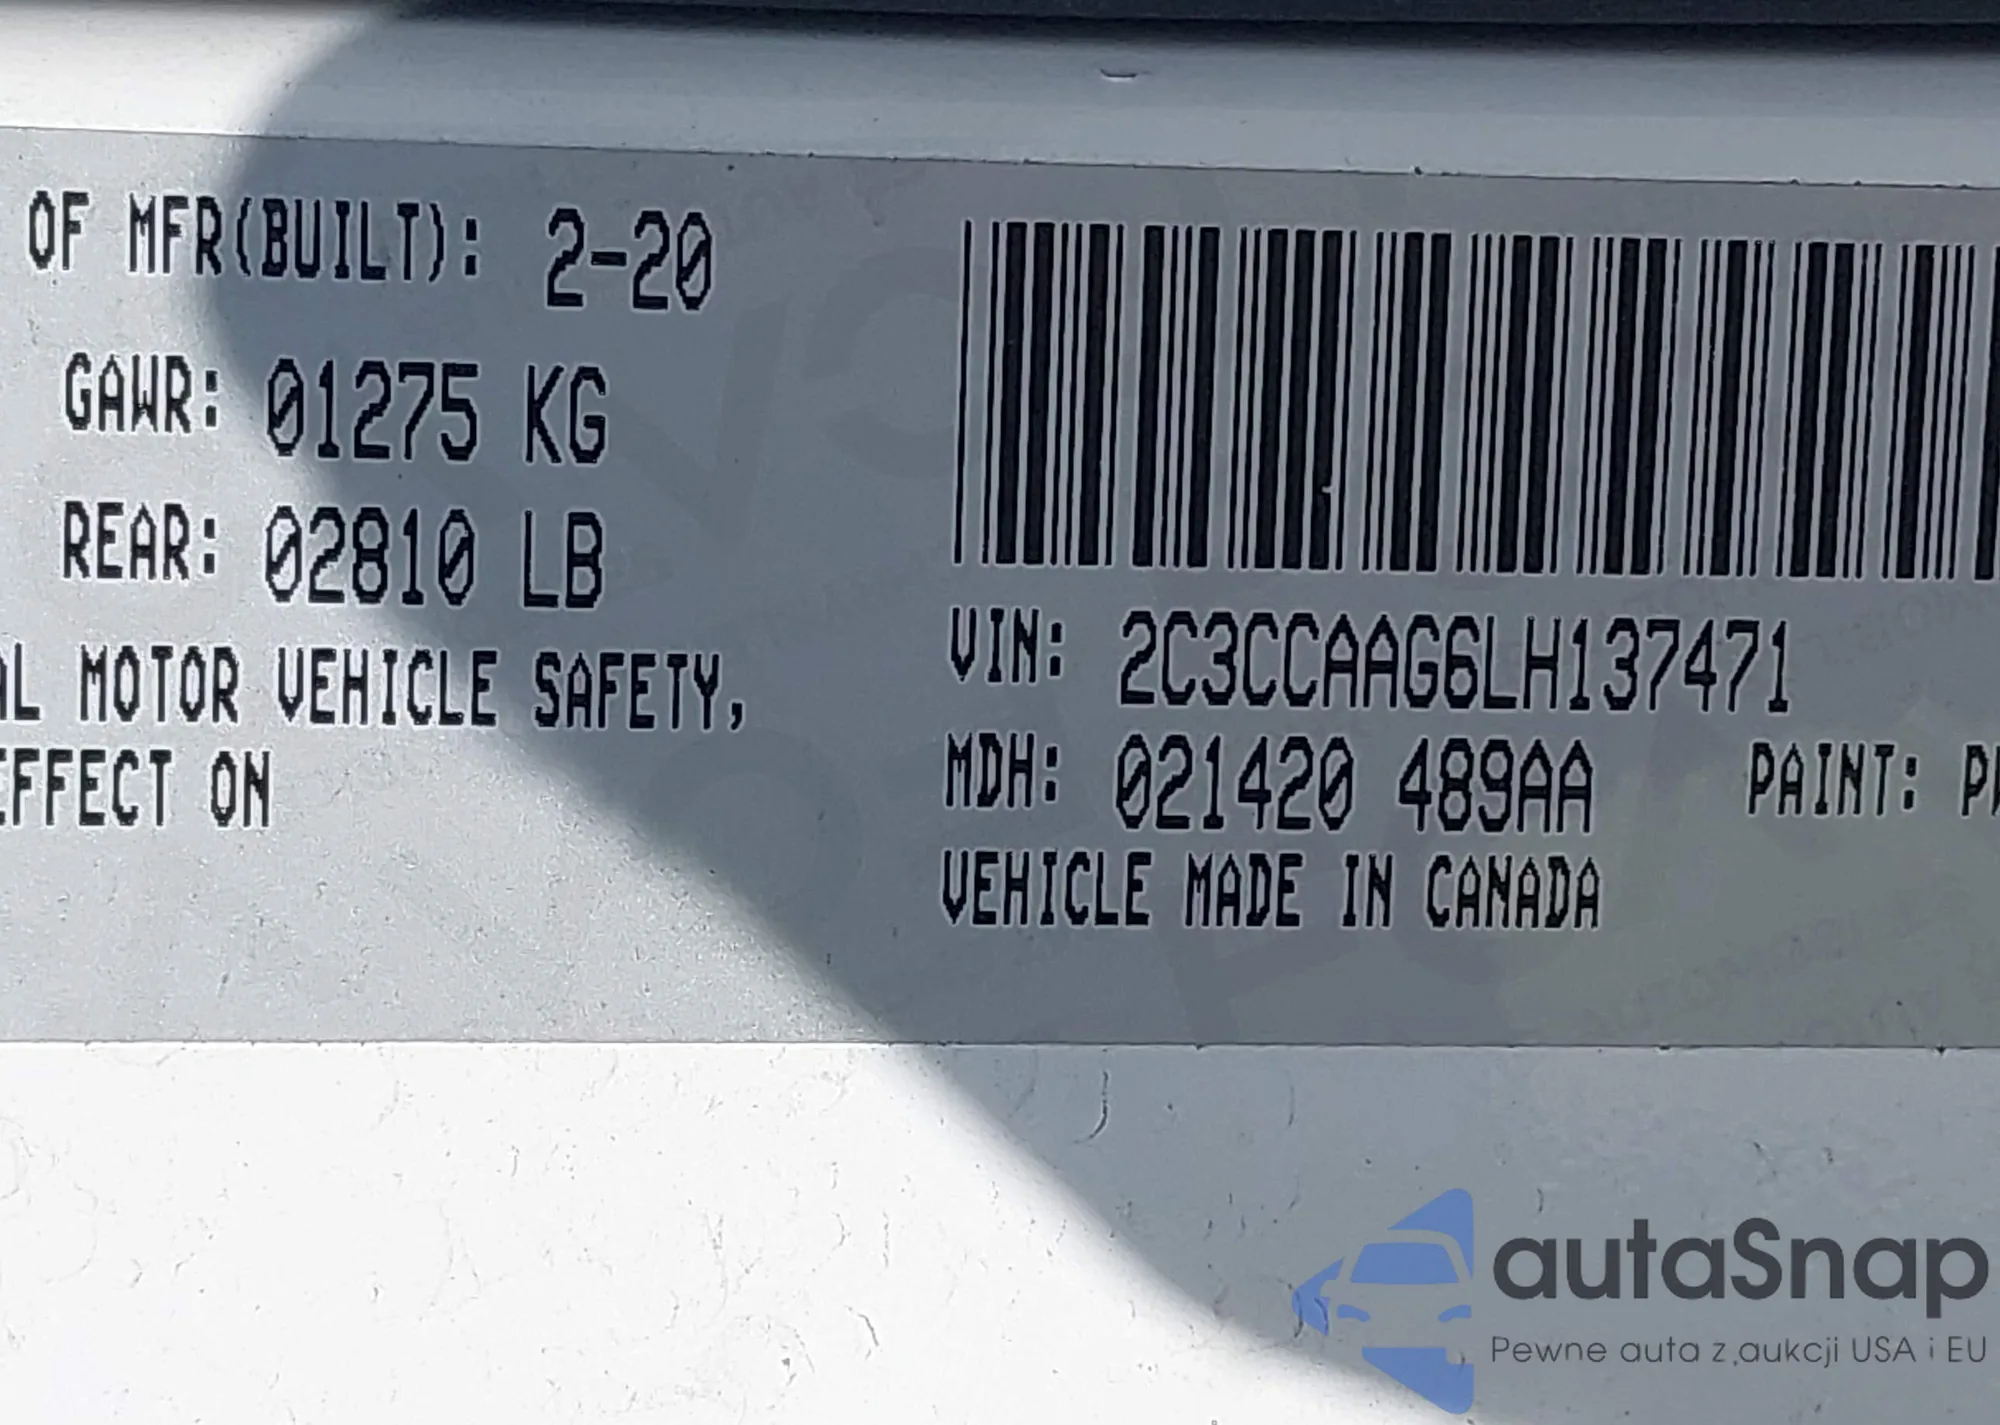 OF MFR(BUILT): 2-20
GAWR: 01275 KG
REAR: 02810 LB
AL MOTOR VEHICLE SAFETY,
EFFECT ON
VIN: 2C3CCAAG6LH137471
MDH: 021420 489AA PAINT:
VEHICLE MADE IN CANADA
autaSnap
Pewne auta z aukcji USA i EU